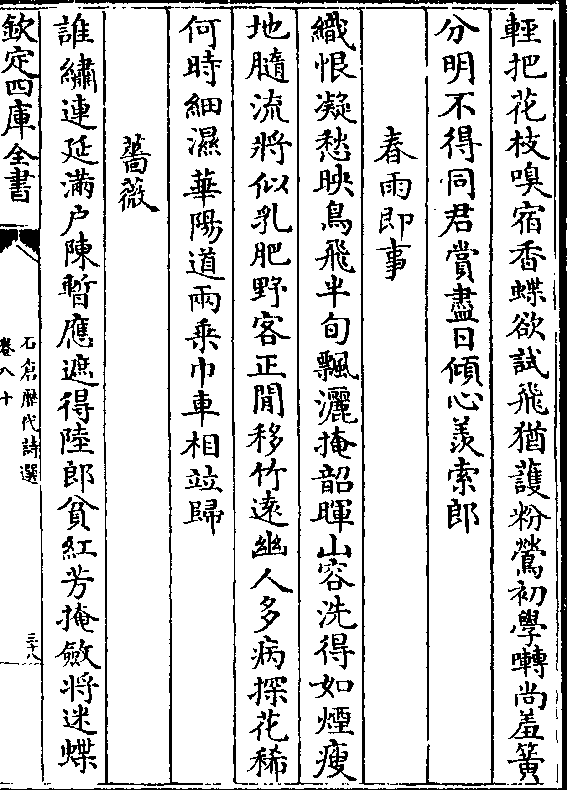 輕把花枝嗅宿香蝶欲試飛猶䕶粉鶯初學囀尚羞簧
分明不得同君賞盡日傾心羨索郎
春雨即事
織恨凝愁映鳥飛半旬飄灑掩韶暉山容洗得如煙瘦
地髓流將似乳肥野客正閒移竹遠幽人多病探花稀
何時細濕華陽道兩乗巾車相竝歸
薔薇
誰繡連延滿户陳暫應遮得陸郎貧紅芳掩斂將迷蝶
欽定四庫全書
石倉歴代詩選
卷八十
三十八